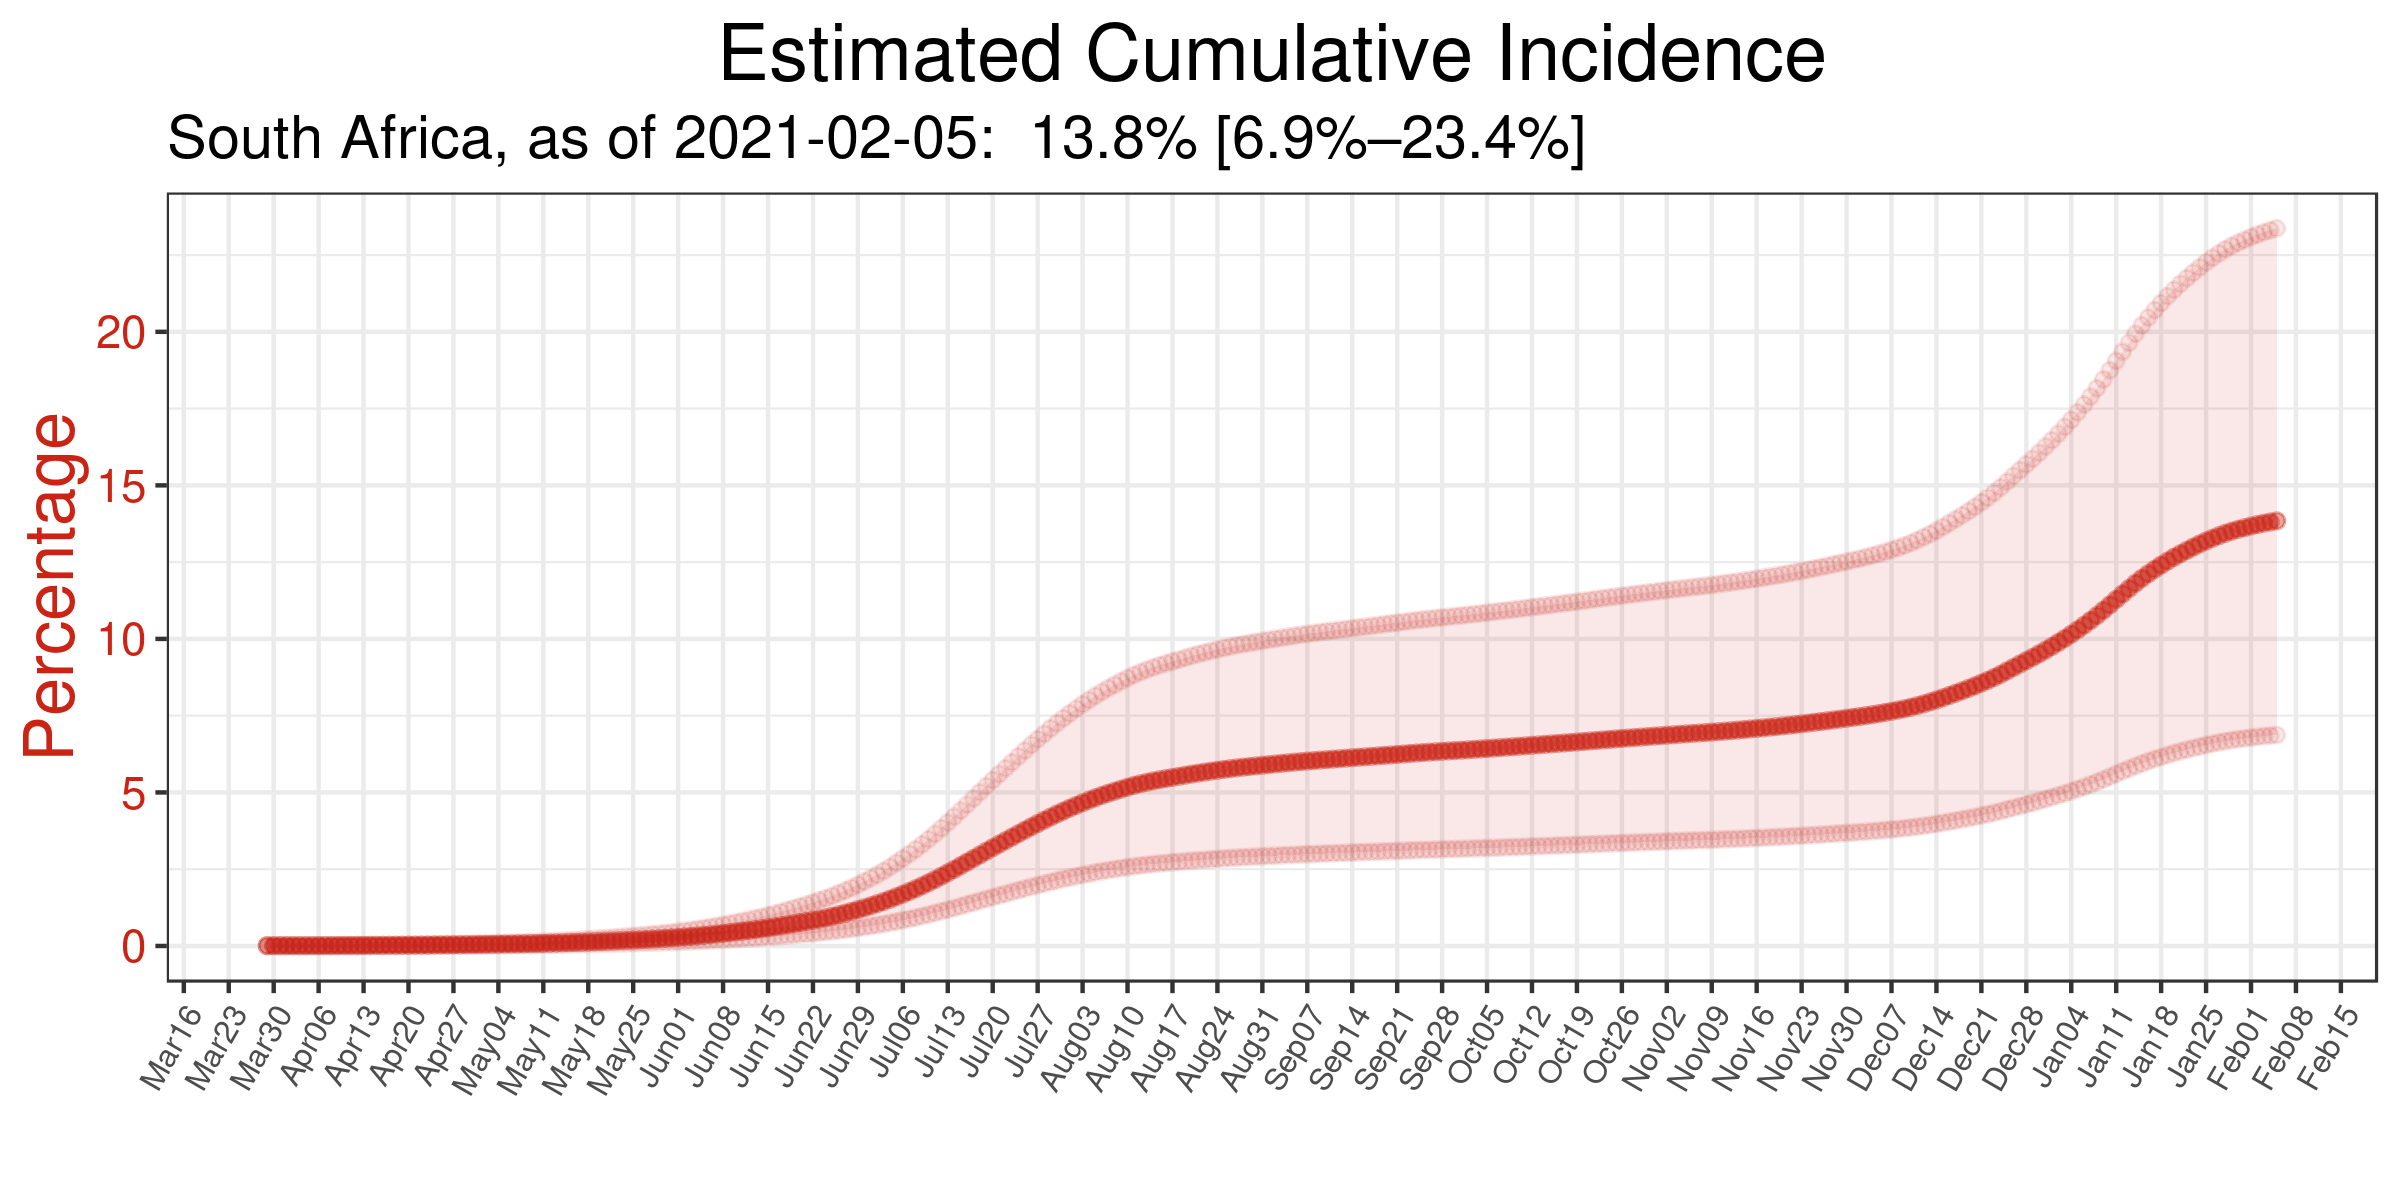 Estimated Cumulative Incidence
South Africa, as of 2021-02-05:  13.8% [6.9%–23.4%]
Percentage
20
15
10
5
0
Mar16
Mar23
Mar30
Apr06
Apr13
Apr20
Apr27
May04
May11
May18
May25
Jun01
Jun08
Jun15
Jun22
Jun29
Jul06
Jul13
Jul20
Jul27
Aug03
Aug10
Aug17
Aug24
Aug31
Sep07
Sep14
Sep21
Sep28
Oct05
Oct12
Oct19
Oct26
Nov02
Nov09
Nov16
Nov23
Nov30
Dec07
Dec14
Dec21
Dec28
Jan04
Jan11
Jan18
Jan25
Feb01
Feb08
Feb15